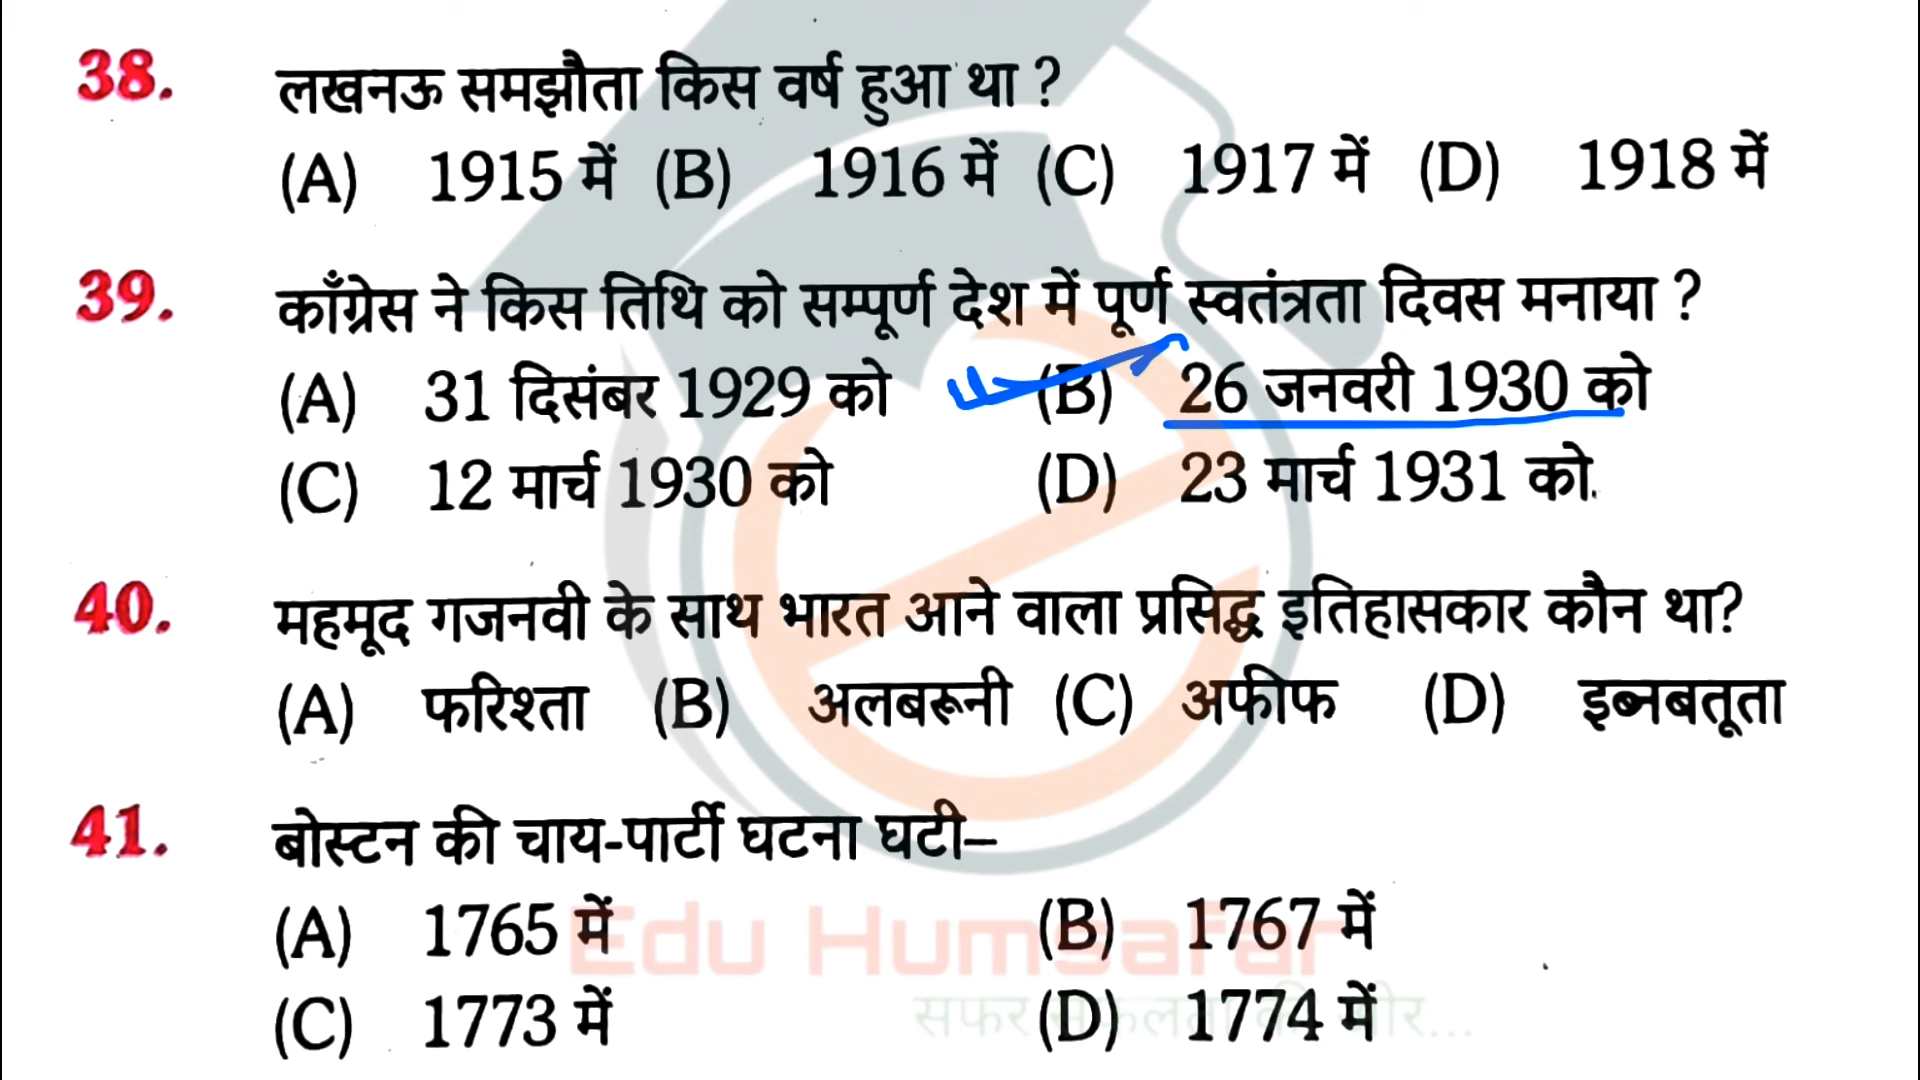 38. लखनऊ समझौता किस वर्ष हुआ था ?
(A) 1915 में (B) 1916 में (C) 1917 में (D) 1918 में
39. काँग्रेस ने किस तिथि को सम्पूर्ण देश में पूर्ण स्वतंत्रता दिवस मनाया ?
(A) 31 दिसंबर 1929 को (B) 26 जनवरी 1930 को
(C) 12 मार्च 1930 को (D) 23 मार्च 1931 को
40. महमूद गजनवी के साथ भारत आने वाला प्रसिद्ध इतिहासकार कौन था?
(A) फरिश्ता (B) अलबरूनी (C) अफीफ (D) इब्नबतूता
41. बोस्टन की चाय-पार्टी घटना घटी–
(A) 1765 में (B) 1767 में
Edu Humsafar
(C) 1773 में (D) 1774 में
सफर